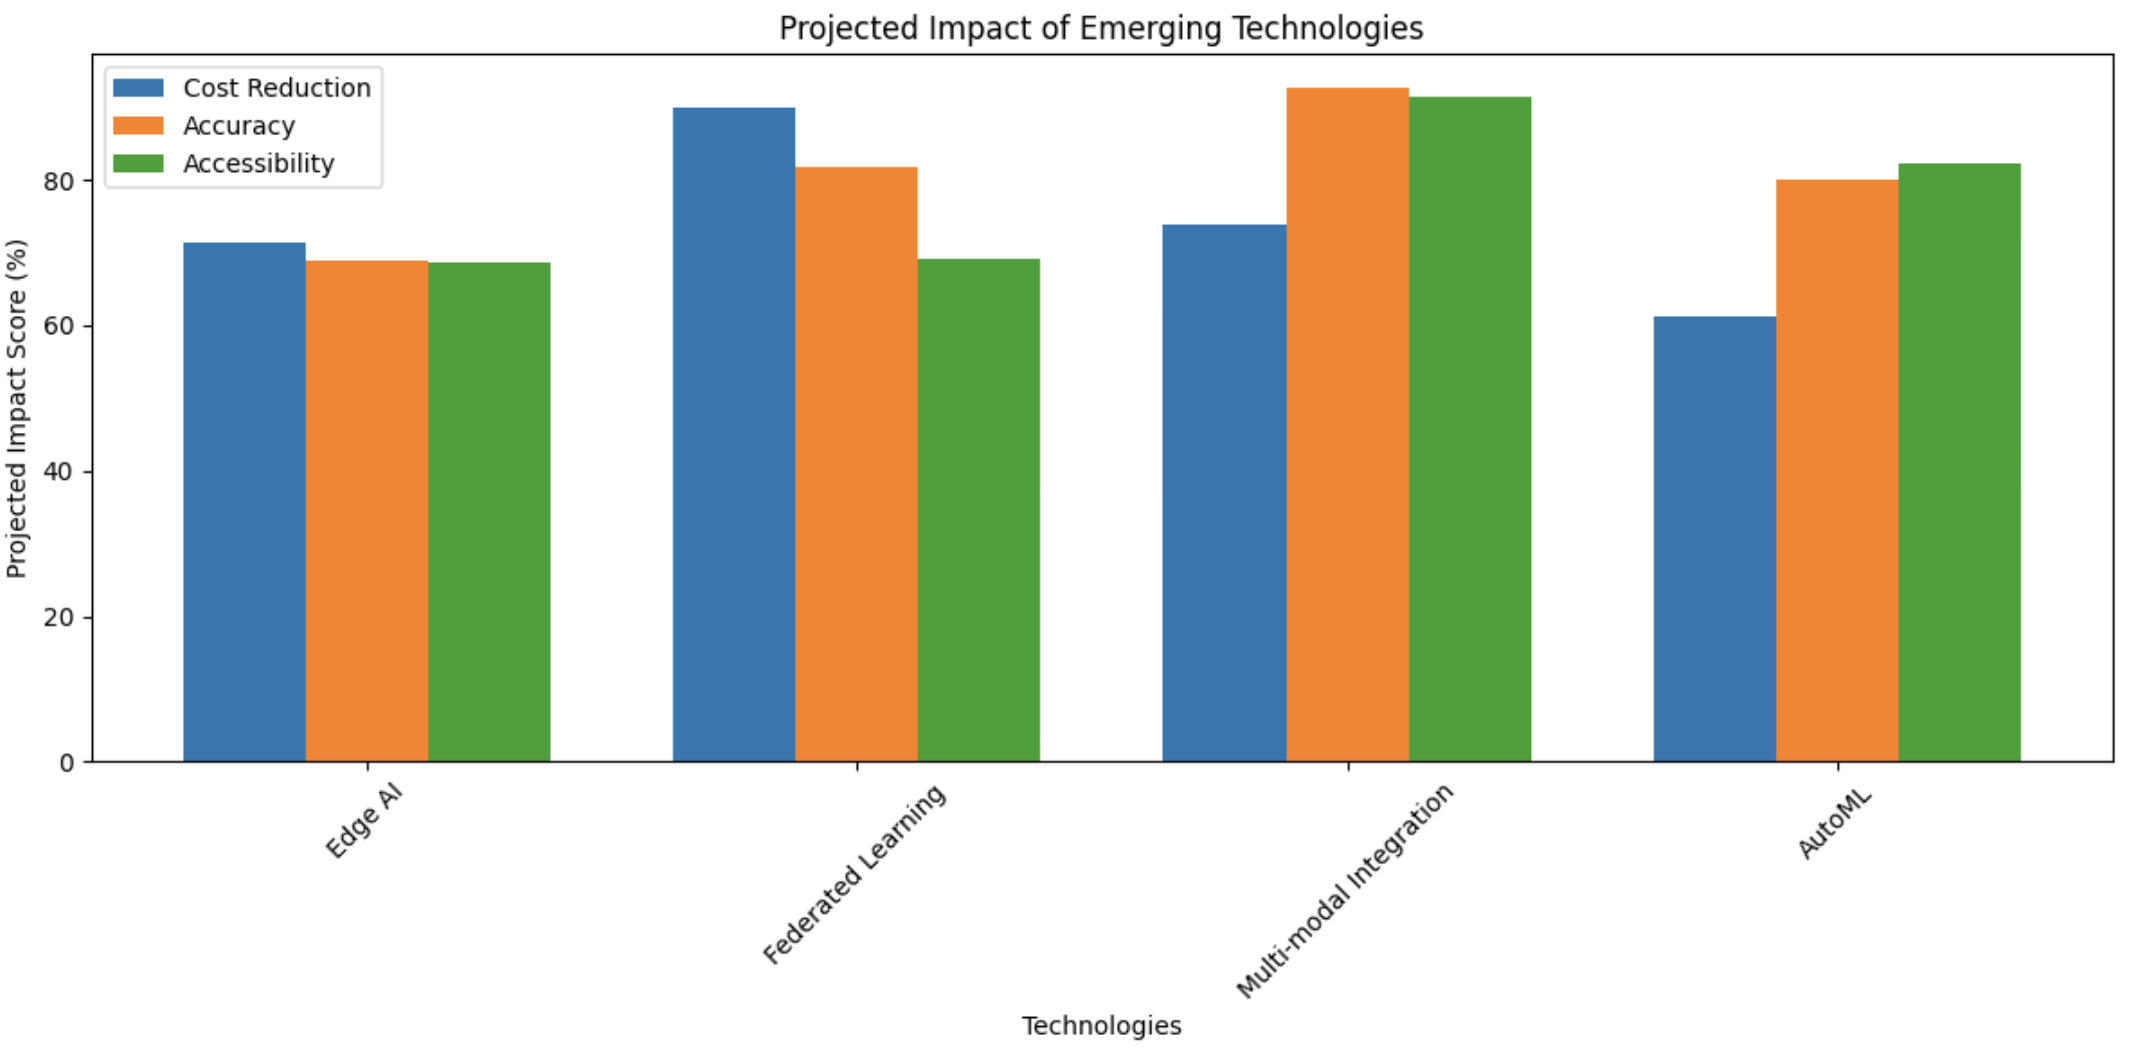 Projected Impact of Emerging Technologies
Cost Reduction
Accuracy
Accessibility
Projected Impact Score (%)
80
60
40
20
0
Edge AI
Federated Learning
Multi-modal Integration
AutoML
Technologies